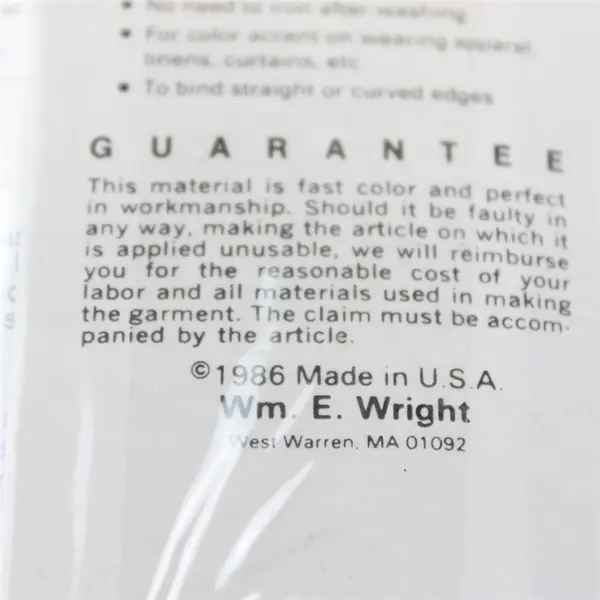 • No need to iron after washing
• For color accent on wearing apparel,
linens, curtains, etc.
• To bind straight or curved edges
GUARANTEE
This material is fast color and perfect
in workmanship. Should it be faulty in
any way, making the article on which it
is applied unusable, we will reimburse
you for the reasonable cost of your
labor and all materials used in making
the garment. The claim must be accom-
panied by the article.
©1986 Made in U.S.A.
Wm. E. Wright
West Warren, MA 01092